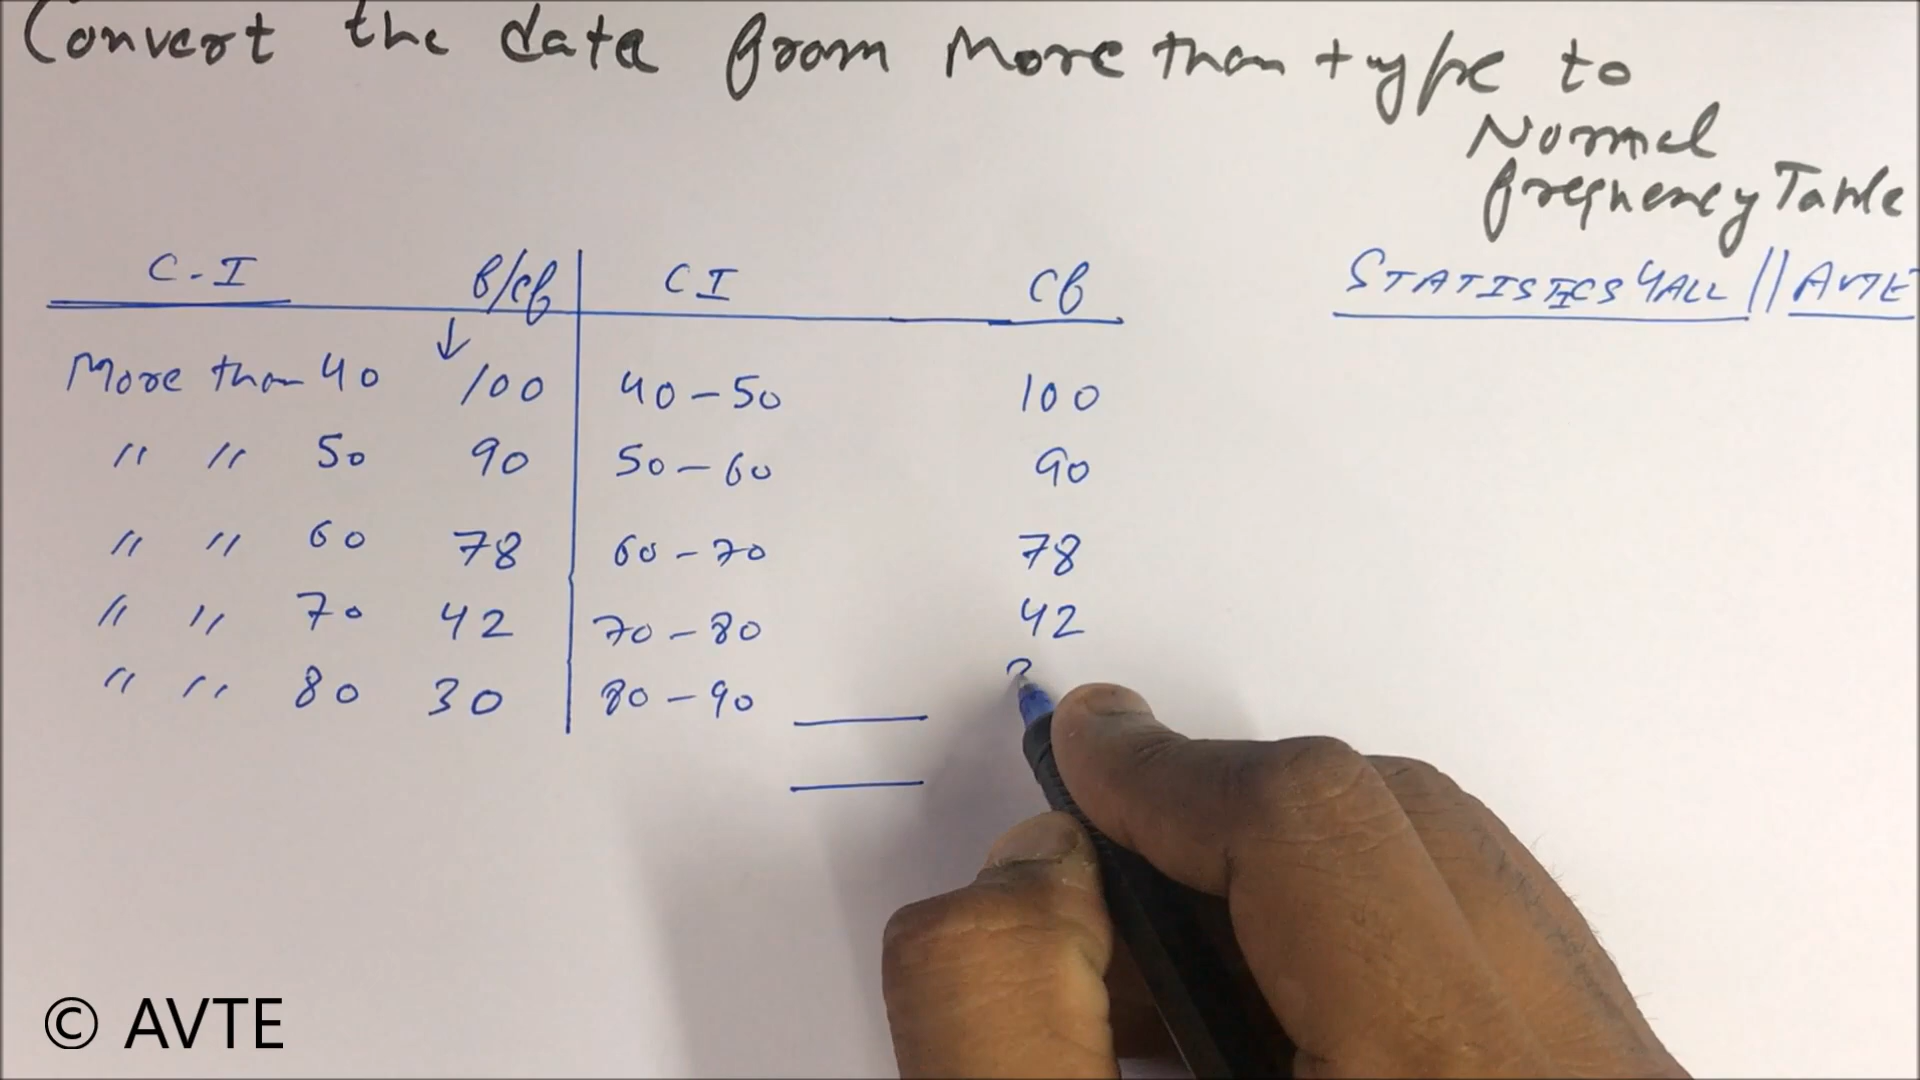 Convert the data from More than type to
Normal
frequency Table
STATISTICS4ALL // AVTE
C-I f/cf CI cf
More than 40 100 40-50 100
" " 50 90 50-60 90
" " 60 78 60-70 78
" " 70 42 70-80 42
" " 80 30 80-90
© AVTE